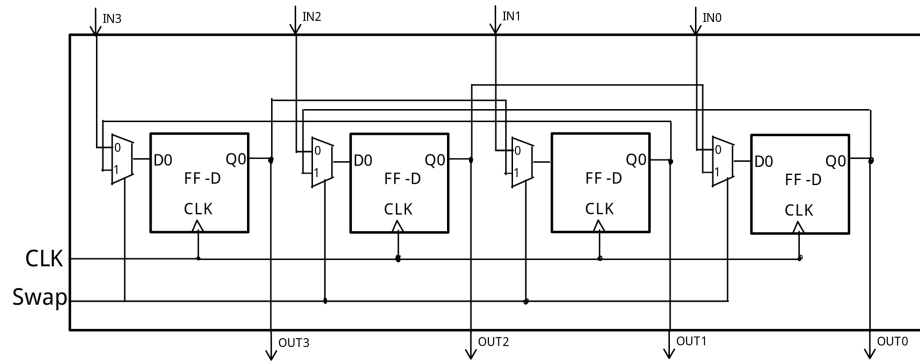 IN3
IN2
IN1
IN0
0
0
0
0
1
1
1
1
D0
Q0
D0
Q0
Q0
D0
Q0
FF -D
FF -D
FF -D
FF -D
CLK
CLK
CLK
CLK
CLK
Swap
OUT3
OUT2
OUT1
OUT0